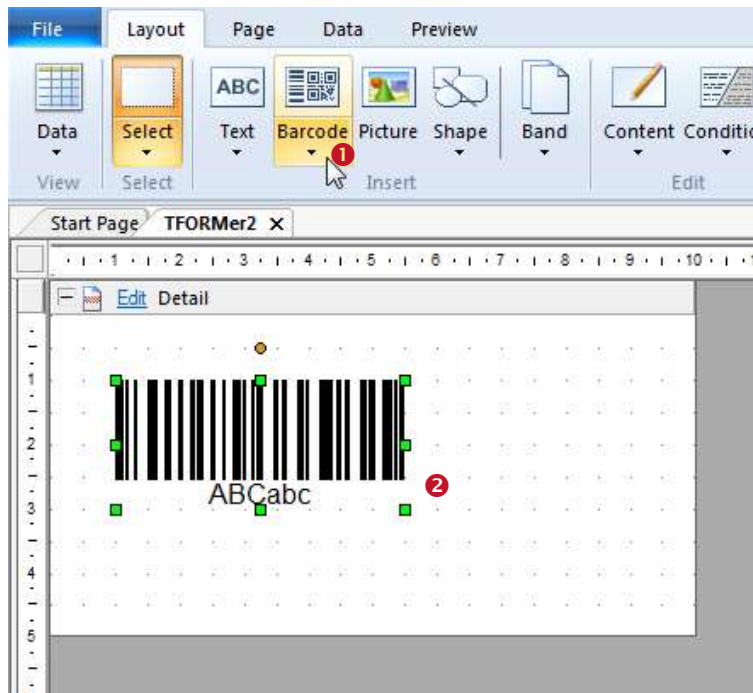 File Layout Page Data Preview
ABC
Data Select Text Barcode Picture Shape Band Content Conditio
1
View Select Insert Edit
Start Page TFORMer2 X
1 2 3 4 5 6 7 8 9 10
Edit Detail
1
2
ABCabc
2
3
4
5